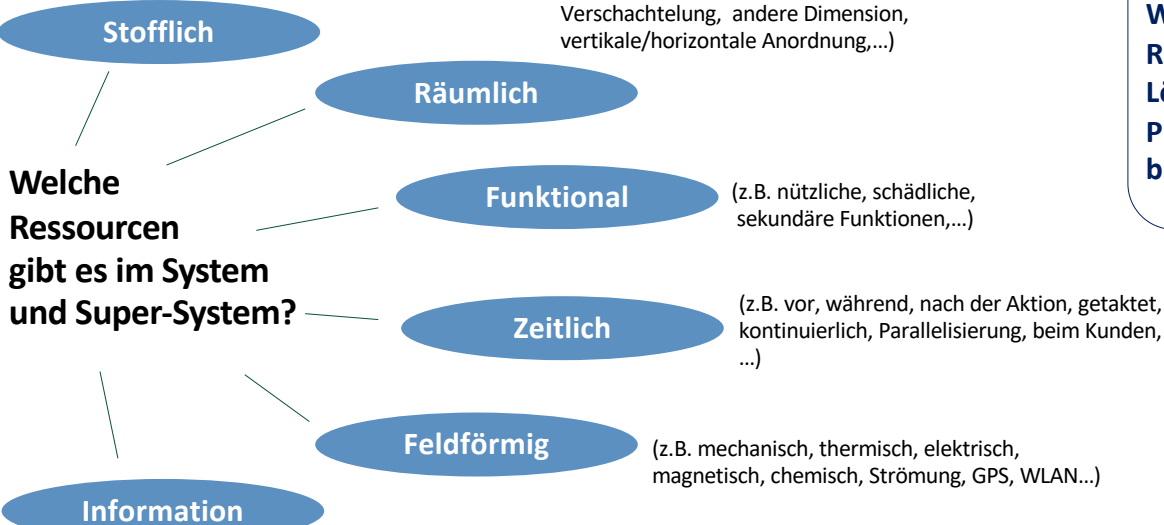 Stofflich
Verschachtelung, andere Dimension,
vertikale/horizontale Anordnung,...)
Räumlich
Welche
Ressourcen
gibt es im System
und Super-System?
Funktional
(z.B. nützliche, schädliche,
sekundäre Funktionen,...)
Zeitlich
(z.B. vor, während, nach der Aktion, getaktet,
kontinuierlich, Parallelisierung, beim Kunden,
...)
Feldförmig
(z.B. mechanisch, thermisch, elektrisch,
magnetisch, chemisch, Strömung, GPS, WLAN...)
Information